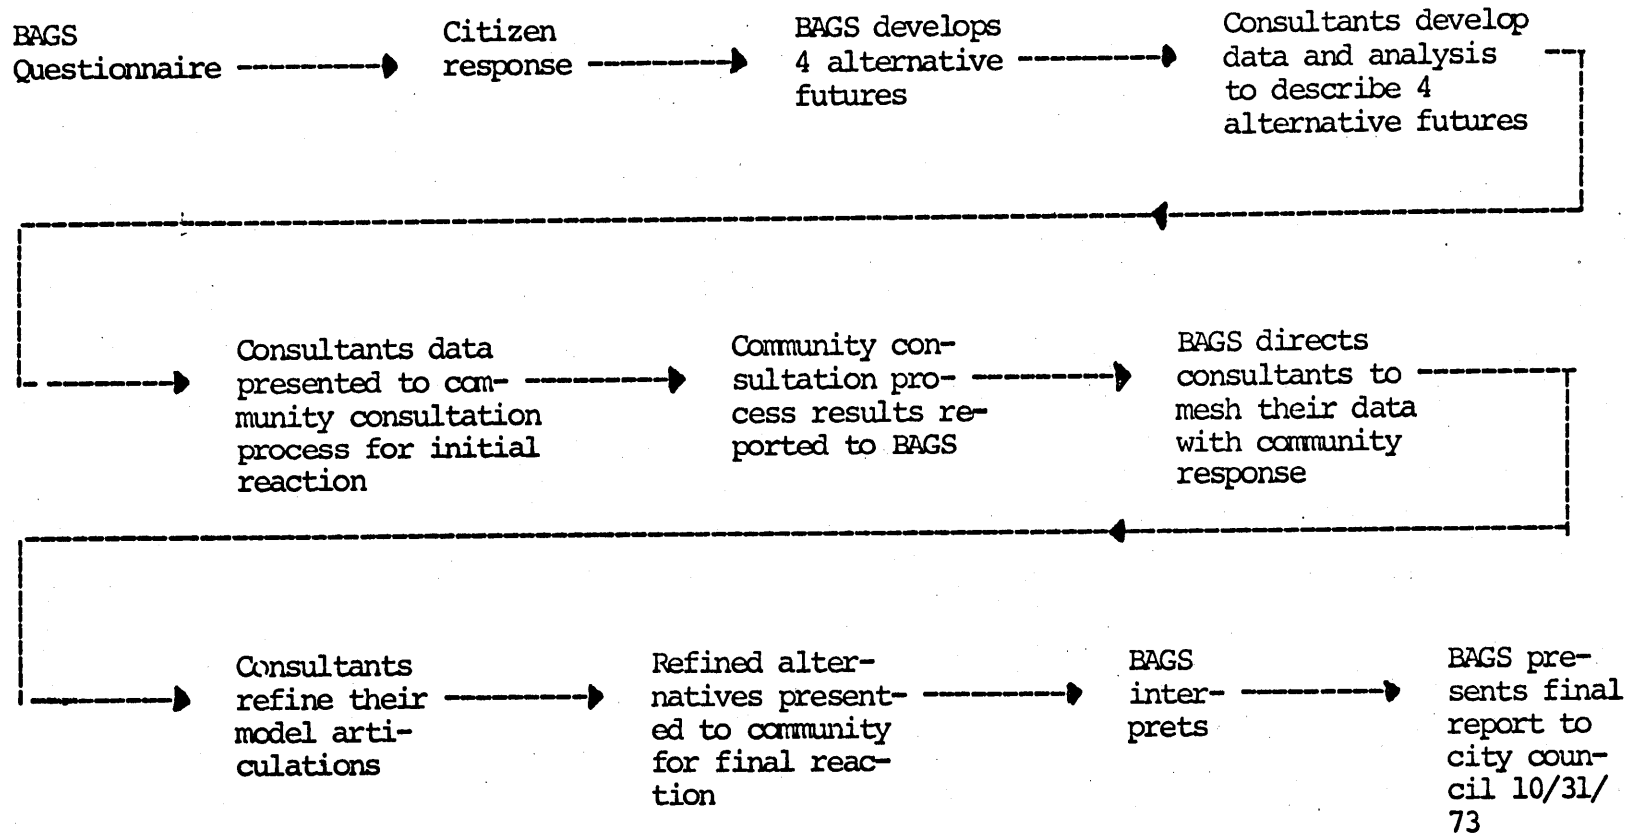 BAGS
Questionnaire
Citizen
response
BAGS develops
4 alternative
futures
Consultants develop
data and analysis
to describe 4
alternative futures
Consultants data
presented to com-
munity consultation
process for initial
reaction
Community con-
sultation pro-
cess results re-
ported to BAGS
BAGS directs
consultants to
mesh their data
with community
response
Consultants
refine their
model arti-
culations
Refined alter-
natives present-
ed to community
for final reac-
tion
BAGS
inter-
prets
BAGS pre-
sents final
report to
city coun-
cil 10/31/
73